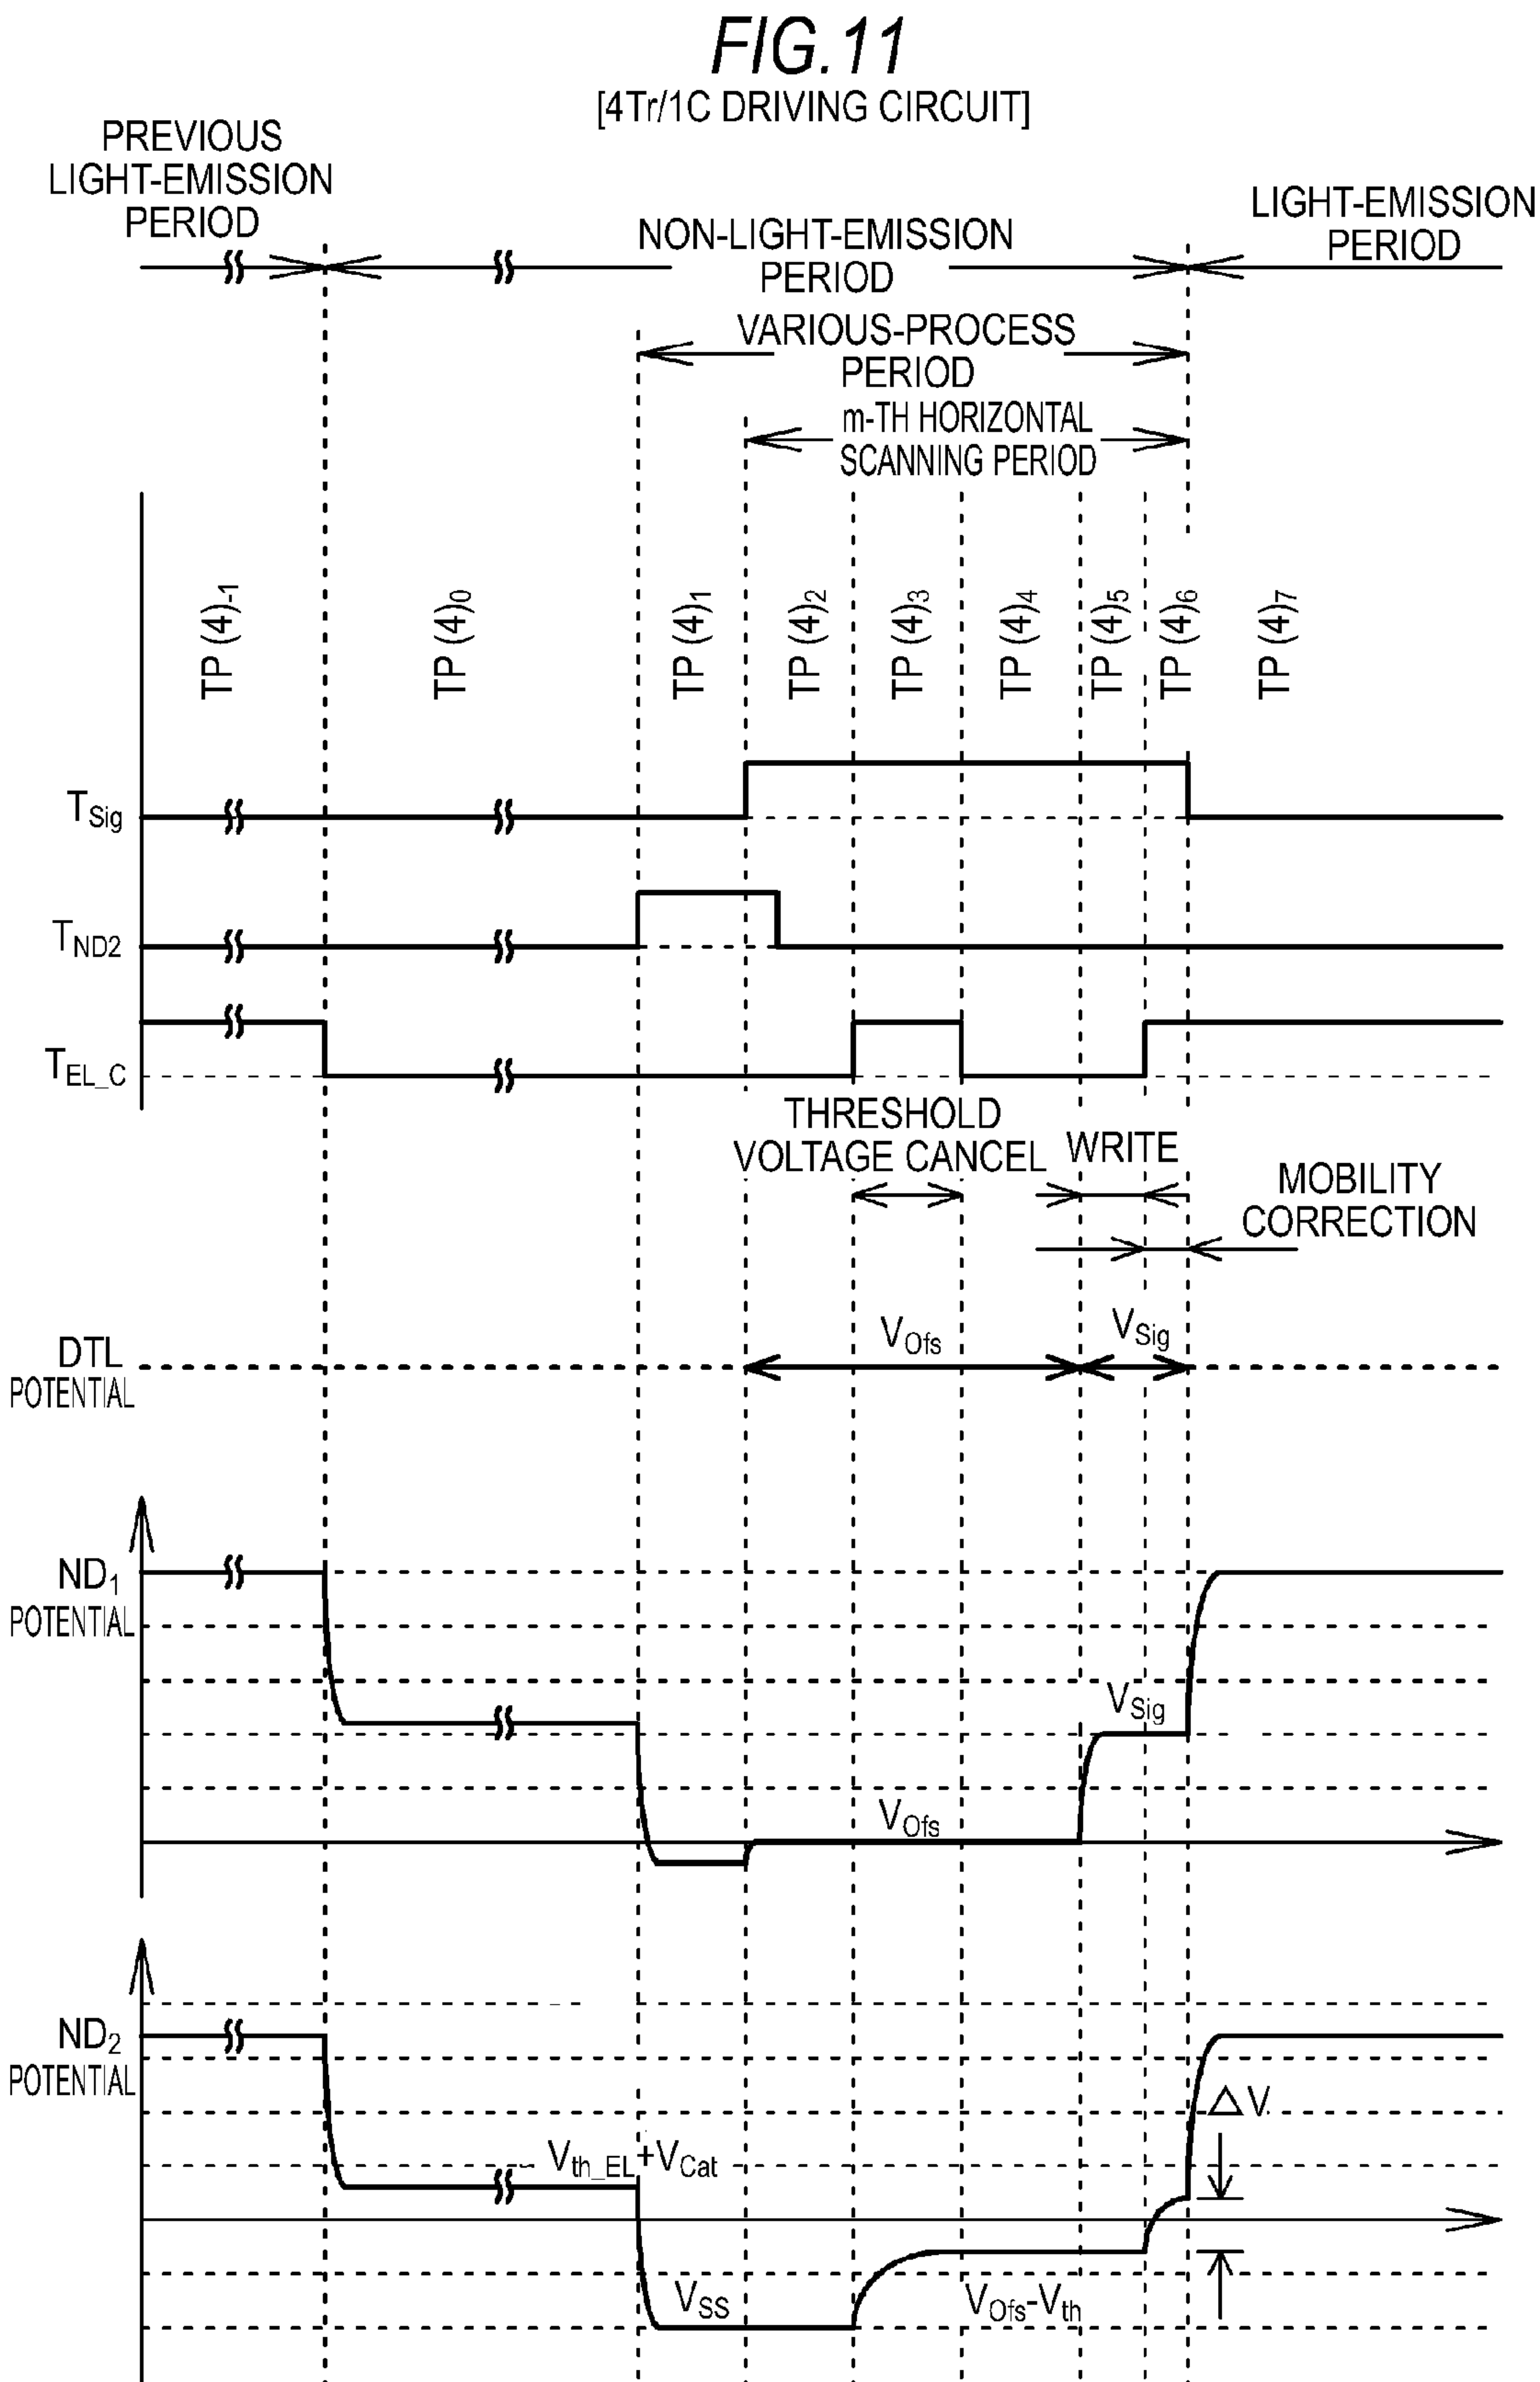 FIG.11
[4Tr/1C DRIVING CIRCUIT]
PREVIOUS
LIGHT-EMISSION
PERIOD
NON-LIGHT-EMISSION
PERIOD
LIGHT-EMISSION
PERIOD
VARIOUS-PROCESS
PERIOD
m-TH HORIZONTAL
SCANNING PERIOD
TP (4)-1
TP (4)0
TP (4)1
TP (4)2
TP (4)3
TP (4)4
TP (4)5
TP (4)6
TP (4)7
TSig
TND2
TEL_C
THRESHOLD
VOLTAGE CANCEL
WRITE
MOBILITY
CORRECTION
DTL
POTENTIAL
VOfs
VSig
ND1
POTENTIAL
VSig
VOfs
ND2
POTENTIAL
△V
Vth_EL+VCat
VSS
VOfs-Vth